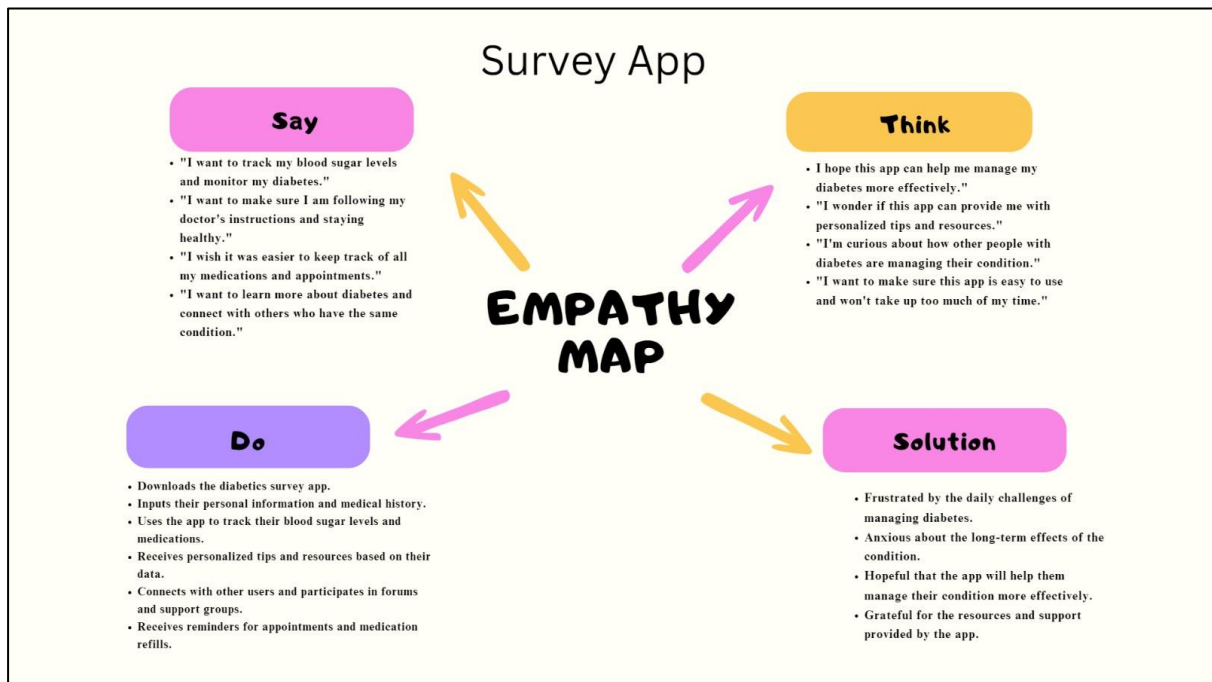 Survey App
Say
• "I want to track my blood sugar levels
and monitor my diabetes."
• "I want to make sure I am following my
doctor's instructions and staying
healthy."
• "I wish it was easier to keep track of all
my medications and appointments."
• "I want to learn more about diabetes and
connect with others who have the same
condition."
Think
• I hope this app can help me manage my
diabetes more effectively."
• "I wonder if this app can provide me with
personalized tips and resources."
• "I'm curious about how other people with
diabetes are managing their condition."
• "I want to make sure this app is easy to use
and won't take up too much of my time."
EMPATHY
MAP
Do
• Downloads the diabetics survey app.
• Inputs their personal information and medical history.
• Uses the app to track their blood sugar levels and
medications.
• Receives personalized tips and resources based on their
data.
• Connects with other users and participates in forums
and support groups.
• Receives reminders for appointments and medication
refills.
Solution
• Frustrated by the daily challenges of
managing diabetes.
• Anxious about the long-term effects of the
condition.
• Hopeful that the app will help them
manage their condition more effectively.
• Grateful for the resources and support
provided by the app.